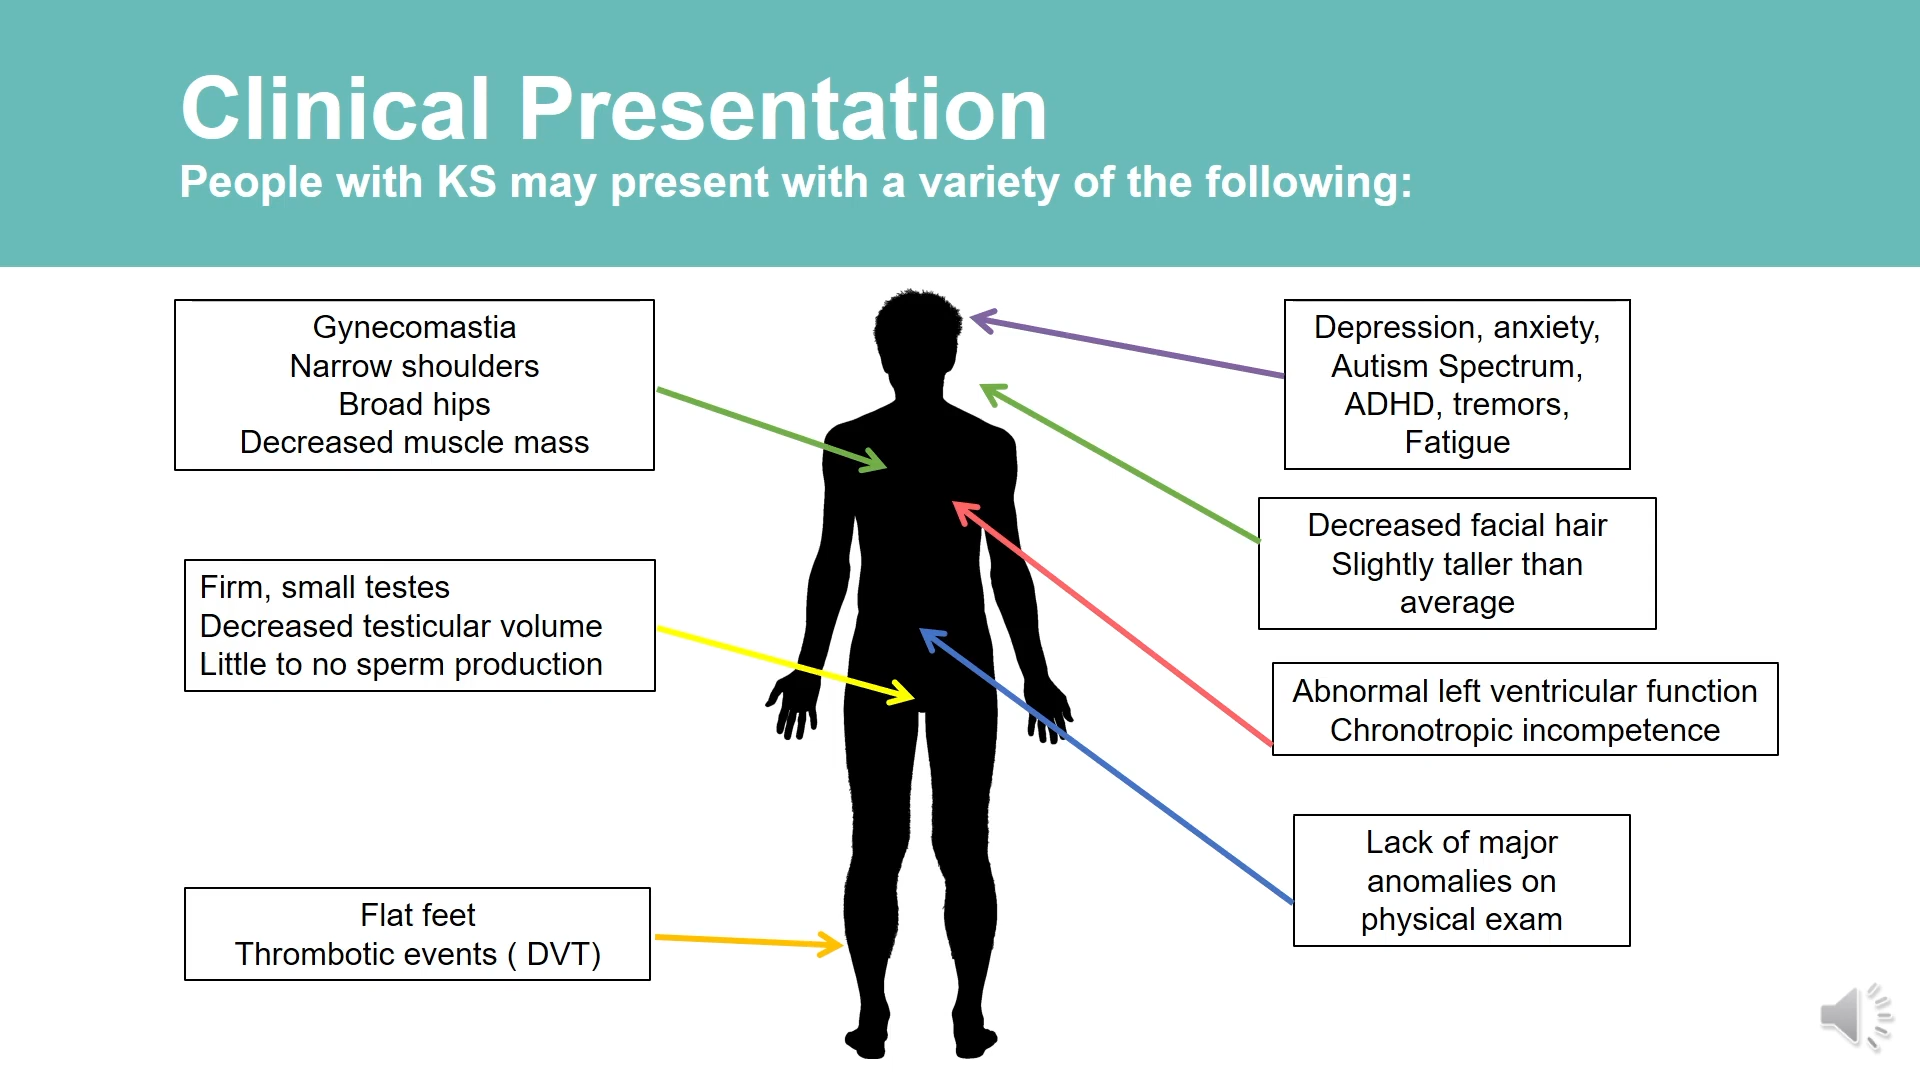 Clinical Presentation
People with KS may present with a variety of the following:
Gynecomastia
Narrow shoulders
Broad hips
Decreased muscle mass
Firm, small testes
Decreased testicular volume
Little to no sperm production
Flat feet
Thrombotic events ( DVT)
Depression, anxiety,
Autism Spectrum,
ADHD, tremors,
Fatigue
Decreased facial hair
Slightly taller than
average
Abnormal left ventricular function
Chronotropic incompetence
Lack of major
anomalies on
physical exam